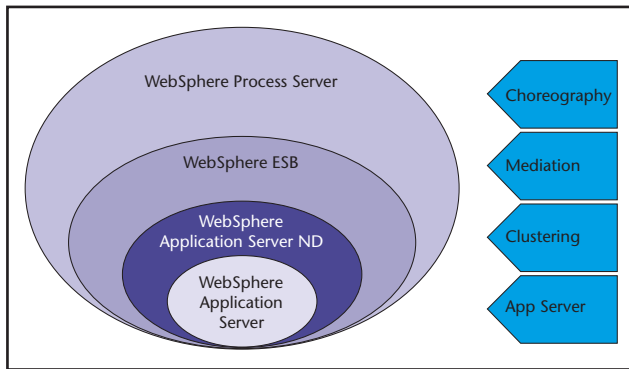 WebSphere Process Server
WebSphere ESB
WebSphere
Application Server ND
WebSphere
Application
Server
Choreography
Mediation
Clustering
App Server